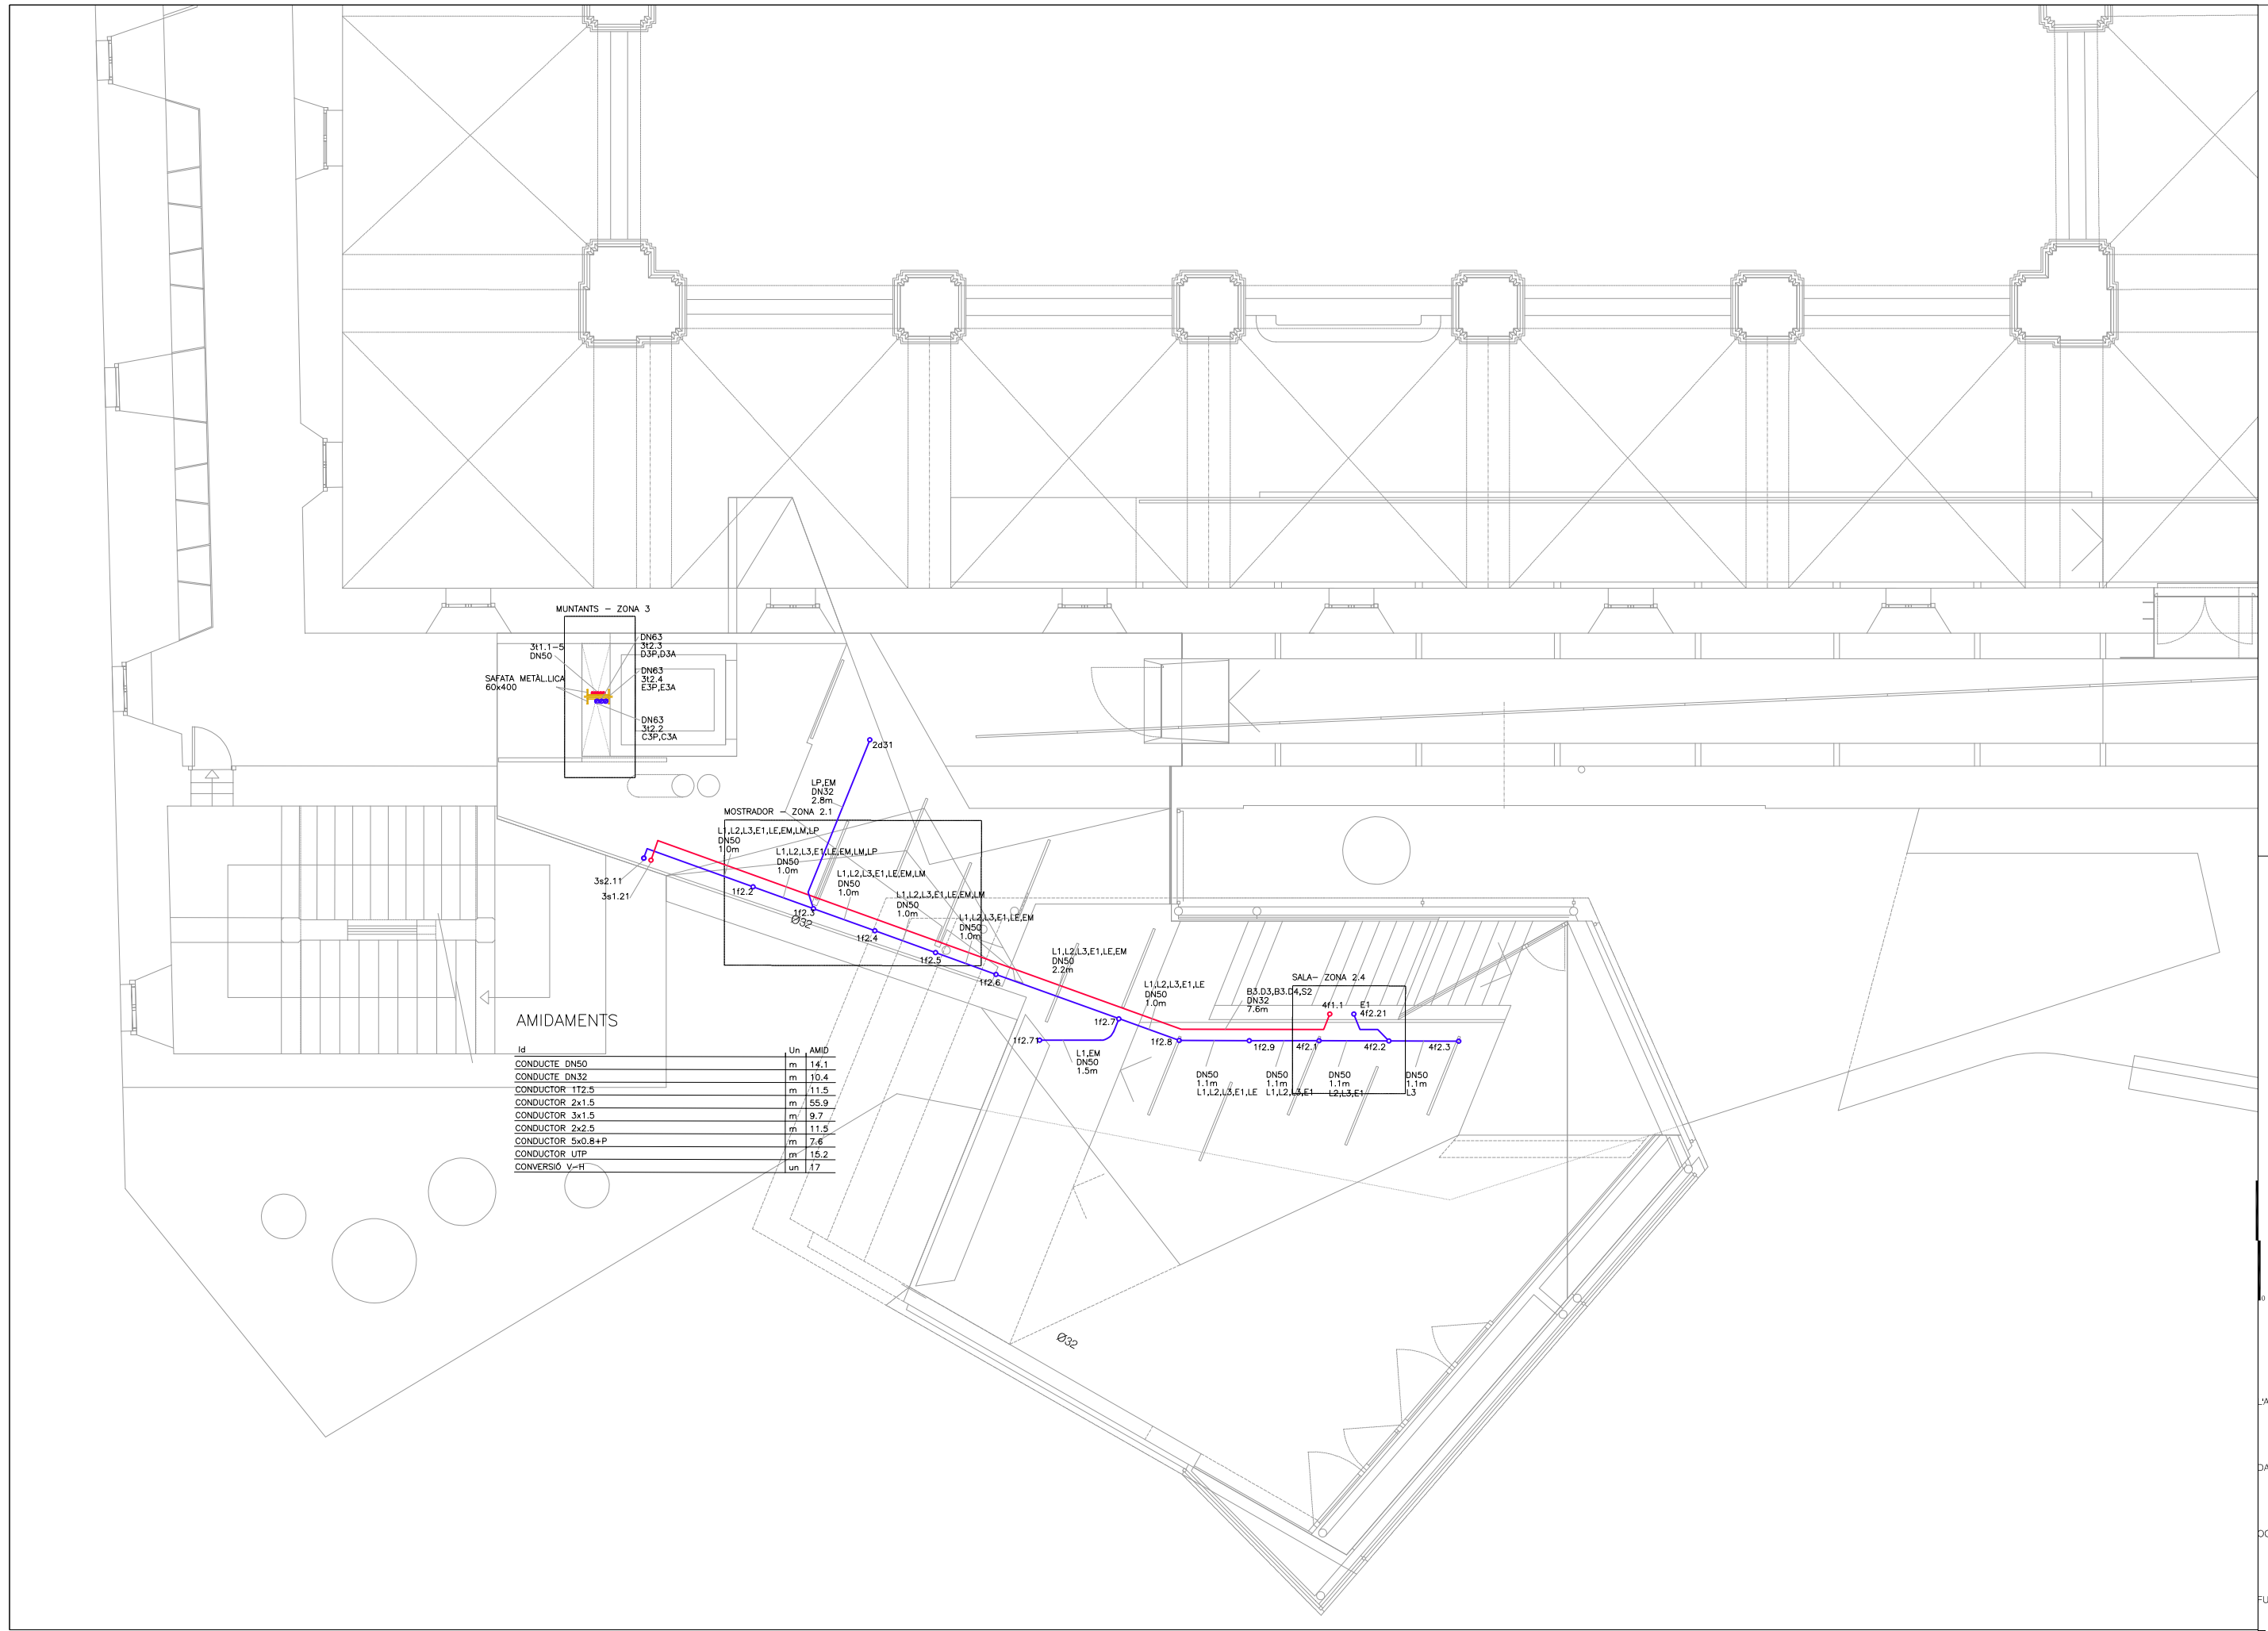 MUNTANTS - ZONA 3
DN63
3t2.3
D3P,D3A
3t1.1-5
DN50
DN63
3t2.4
E3P,E3A
SAFATA METÀL.LICA
60x400
DN63
3t2.2
C3P,C3A
2d31
LP,EM
DN32
2.8m
MOSTRADOR - ZONA 2.1
L1,L2,L3,E1,LE,EM,LM,LP
DN50
1.0m
L1,L2,L3,E1,LE,EM,LM,LP
DN50
1.0m
L1,L2,L3,E1,LE,EM,LM
DN50
1.0m
L1,L2,L3,E1,LE,EM,LM
DN50
1.0m
L1,L2,L3,E1,LE,EM
DN50
1.0m
L1,L2,L3,E1,LE,EM
DN50
2.2m
L1,L2,L3,E1,LE
DN50
1.0m
3s2.11
3s1.21
1f2.2
1f2.3
Ø32
1f2.4
1f2.5
1f2.6
1f2.7
1f2.71
1f2.8
1f2.9
SALA- ZONA 2.4
B3.D3,B3.D4,S2
DN32
7.6m
4f1.1
E1
4f2.21
4f2.1
4f2.2
4f2.3
L1,EM
DN50
1.5m
DN50
1.1m
L1,L2,L3,E1,LE
DN50
1.1m
L1,L2,L3,E1
DN50
1.1m
L2,L3,E1
DN50
1.1m
L3
AMIDAMENTS
Id Un AMID
CONDUCTE DN50 m 14.1
CONDUCTE DN32 m 10.4
CONDUCTOR 1T2.5 m 11.5
CONDUCTOR 2x1.5 m 55.9
CONDUCTOR 3x1.5 m 9.7
CONDUCTOR 2x2.5 m 11.5
CONDUCTOR 5x0.8+P m 7.6
CONDUCTOR UTP m 15.2
CONVERSIÓ V-H un 17
Ø32